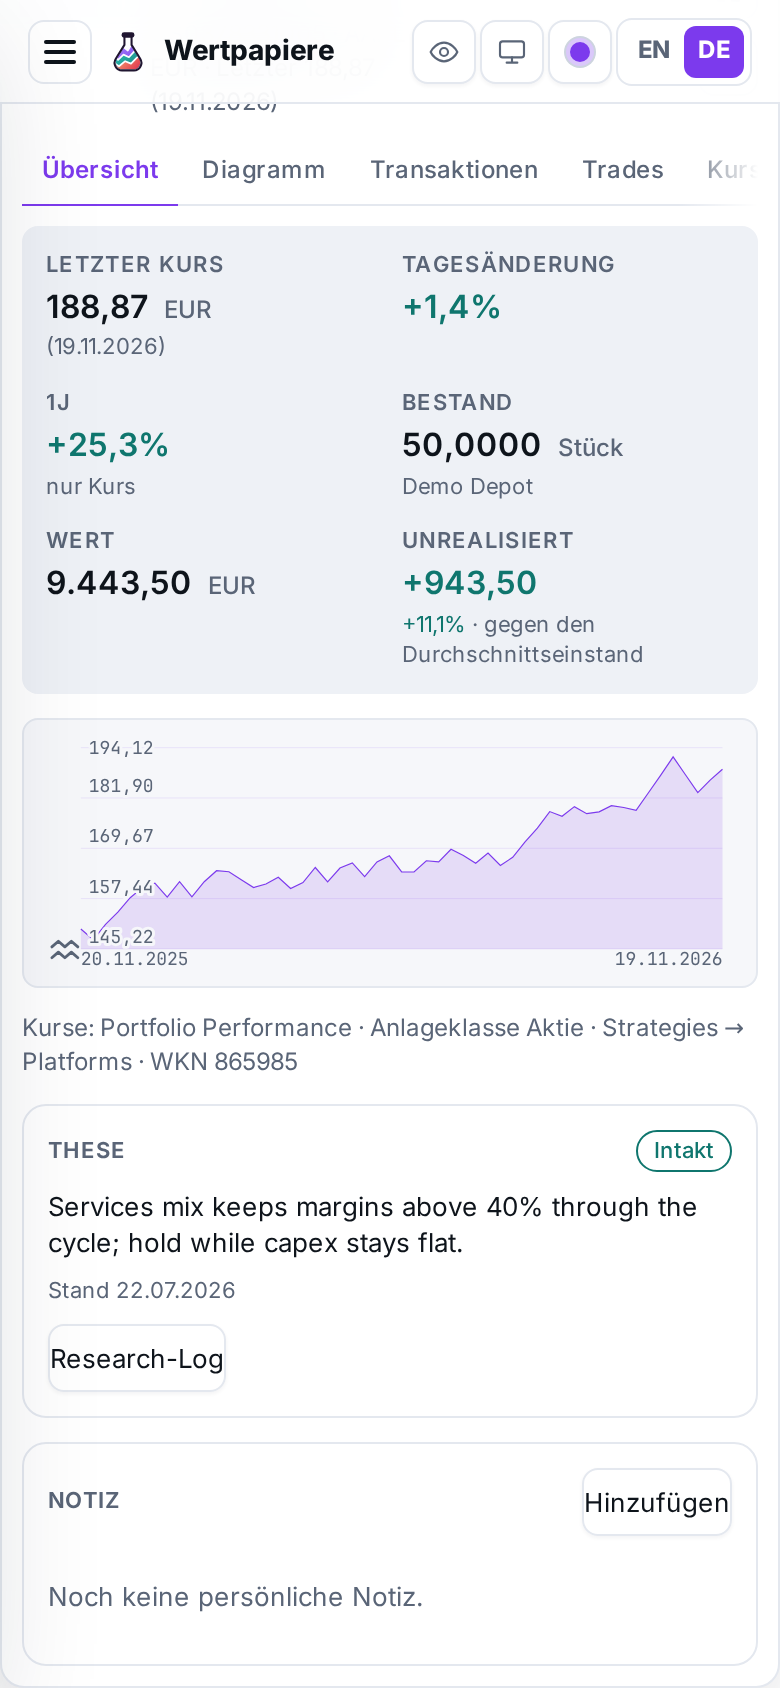 Wertpapiere
EN
DE
(19.11.2026)
Übersicht
Diagramm
Transaktionen
Trades
Kurs
LETZTER KURS
188,87 EUR
(19.11.2026)
TAGESÄNDERUNG
+1,4%
1J
+25,3%
nur Kurs
BESTAND
50,0000 Stück
Demo Depot
WERT
9.443,50 EUR
UNREALISIERT
+943,50
+11,1% · gegen den
Durchschnittseinstand
194,12
181,90
169,67
157,44
145,22
20.11.2025
19.11.2026
Kurse: Portfolio Performance · Anlageklasse Aktie · Strategies →
Platforms · WKN 865985
THESE
Intakt
Services mix keeps margins above 40% through the
cycle; hold while capex stays flat.
Stand 22.07.2026
Research-Log
NOTIZ
Hinzufügen
Noch keine persönliche Notiz.